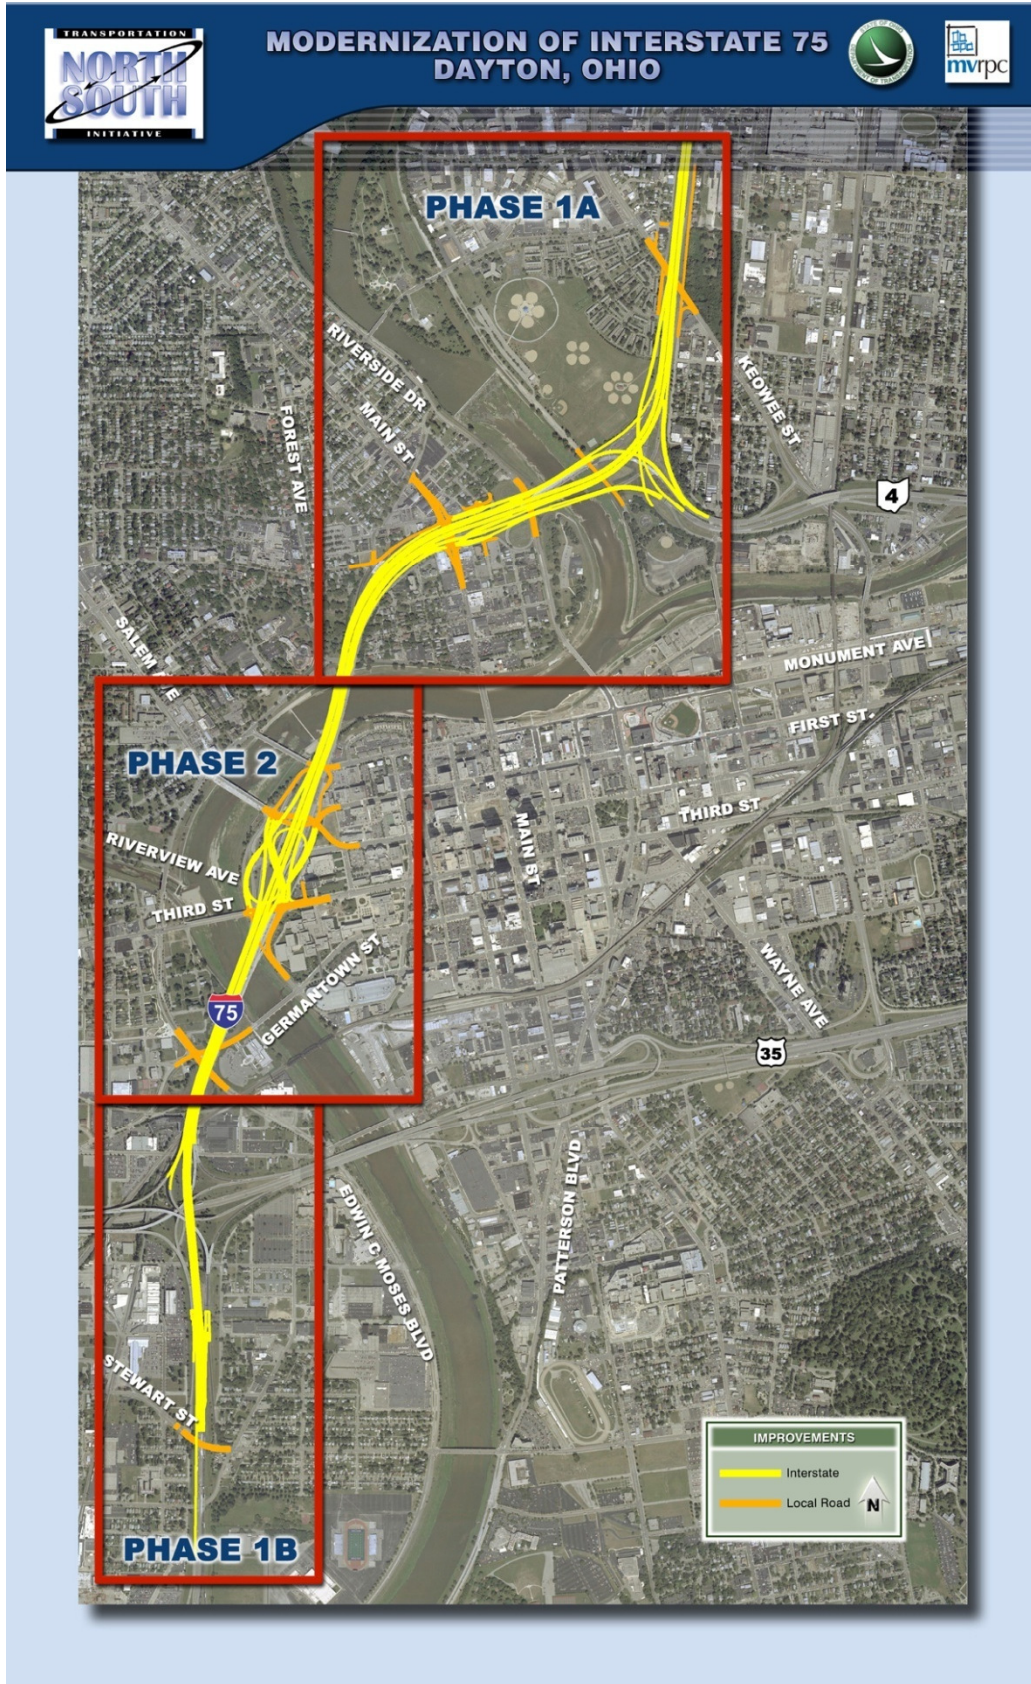 TRANSPORTATION
NORTH
SOUTH
INITIATIVE
MODERNIZATION OF INTERSTATE 75
DAYTON, OHIO
mvrpc
PHASE 1A
RIVERSIDE DR
MAIN ST
FOREST AVE
KEOWEE ST
4
SALEM AVE
MONUMENT AVE
FIRST ST.
PHASE 2
THIRD ST
MAIN ST
RIVERVIEW AVE
THIRD ST
GERMANTOWN ST
WAYNE AVE
75
35
EDWIN C MOSES BLVD
PATTERSON BLVD
STEWART ST
IMPROVEMENTS
Interstate
Local Road
N
PHASE 1B